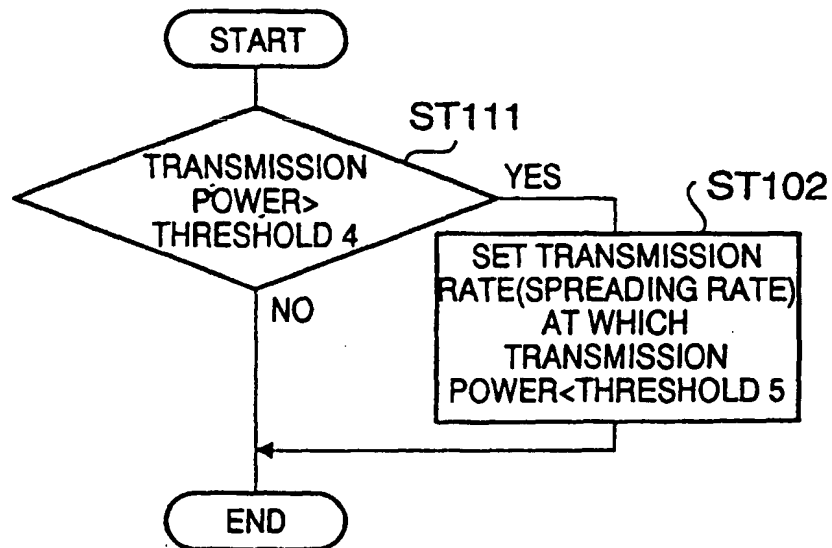 START
ST111
TRANSMISSION
POWER>
THRESHOLD 4
YES
ST102
SET TRANSMISSION
RATE(SPREADING RATE)
AT WHICH
TRANSMISSION
POWER<THRESHOLD 5
NO
END